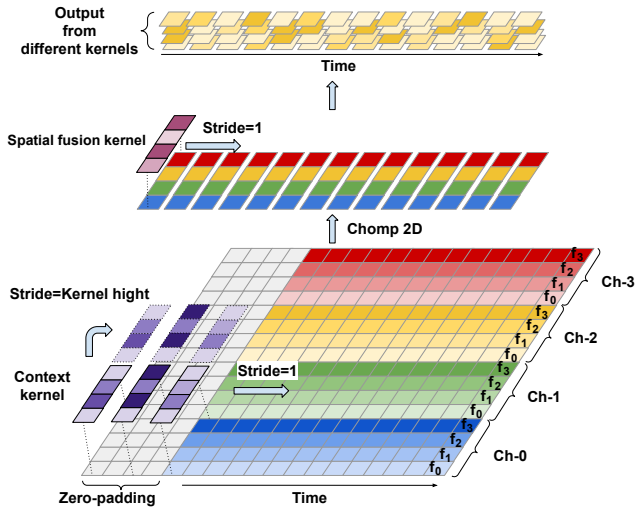 Output
from
different kernels
Time
Spatial fusion kernel
Stride=1
Chomp 2D
Stride=Kernel hight
Context
kernel
Stride=1
f3
f2
f1
f0
Ch-3
f3
f2
f1
f0
Ch-2
f3
f2
f1
f0
Ch-1
f3
f2
f1
f0
Ch-0
Zero-padding
Time